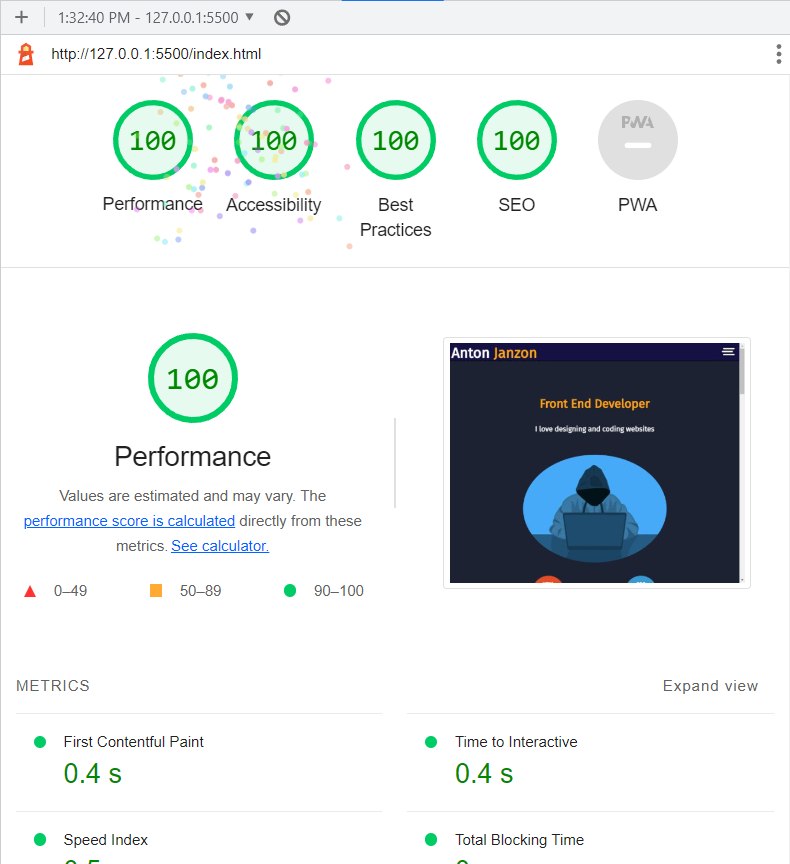 1:32:40 PM - 127.0.0.1:5500
http://127.0.0.1:5500/index.html
100 100 100 100 PWA
Performance Accessibility Best Practices SEO PWA
100
Performance
Values are estimated and may vary. The
performance score is calculated directly from these
metrics. See calculator.
0–49 50–89 90–100
Anton Janzon
Front End Developer
I love designing and coding websites
METRICS Expand view
First Contentful Paint Time to Interactive
0.4 s 0.4 s
Speed Index Total Blocking Time